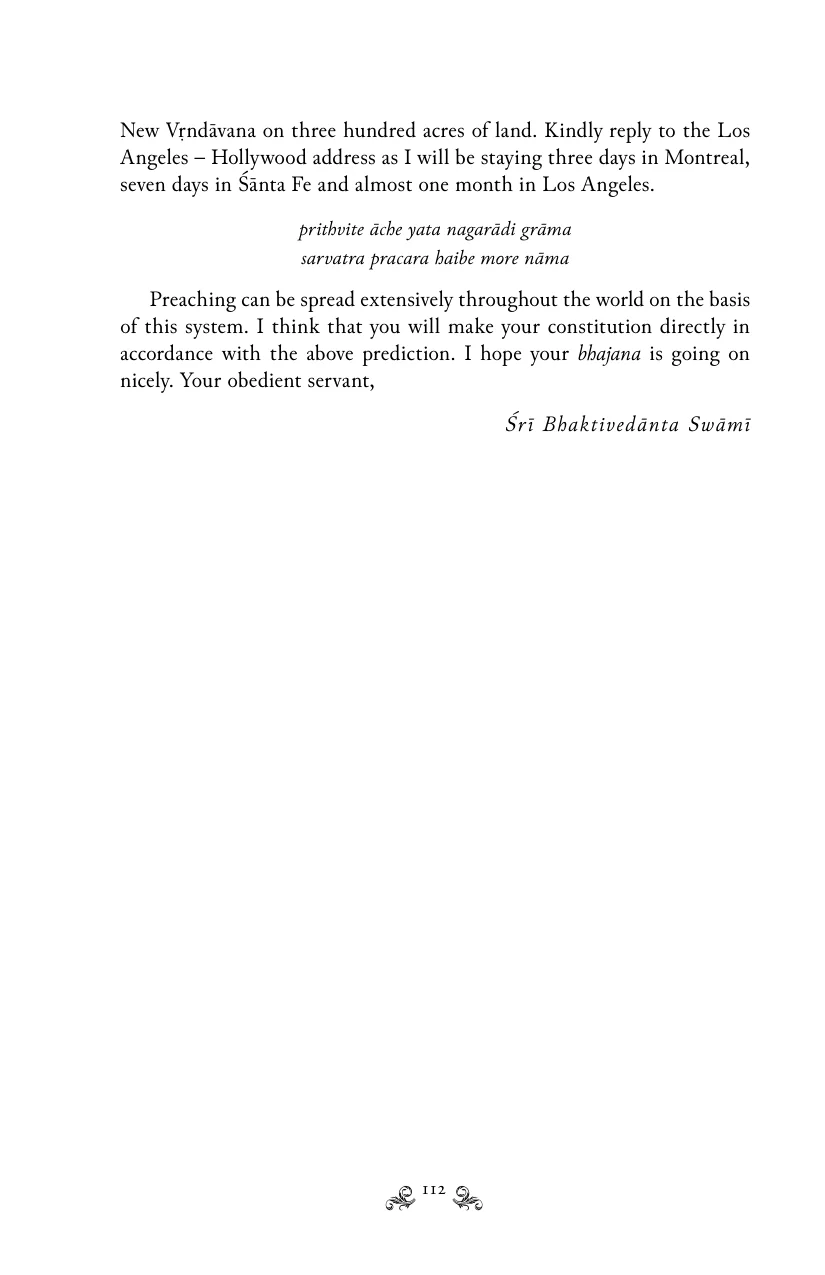 New Vṛndāvana on three hundred acres of land. Kindly reply to the Los
Angeles – Hollywood address as I will be staying three days in Montreal,
seven days in Śānta Fe and almost one month in Los Angeles.
prithvite āche yata nagarādi grāma
sarvatra pracara haibe more nāma
Preaching can be spread extensively throughout the world on the basis
of this system. I think that you will make your constitution directly in
accordance with the above prediction. I hope your bhajana is going on
nicely. Your obedient servant,
Śrī Bhaktivedānta Swāmī
112